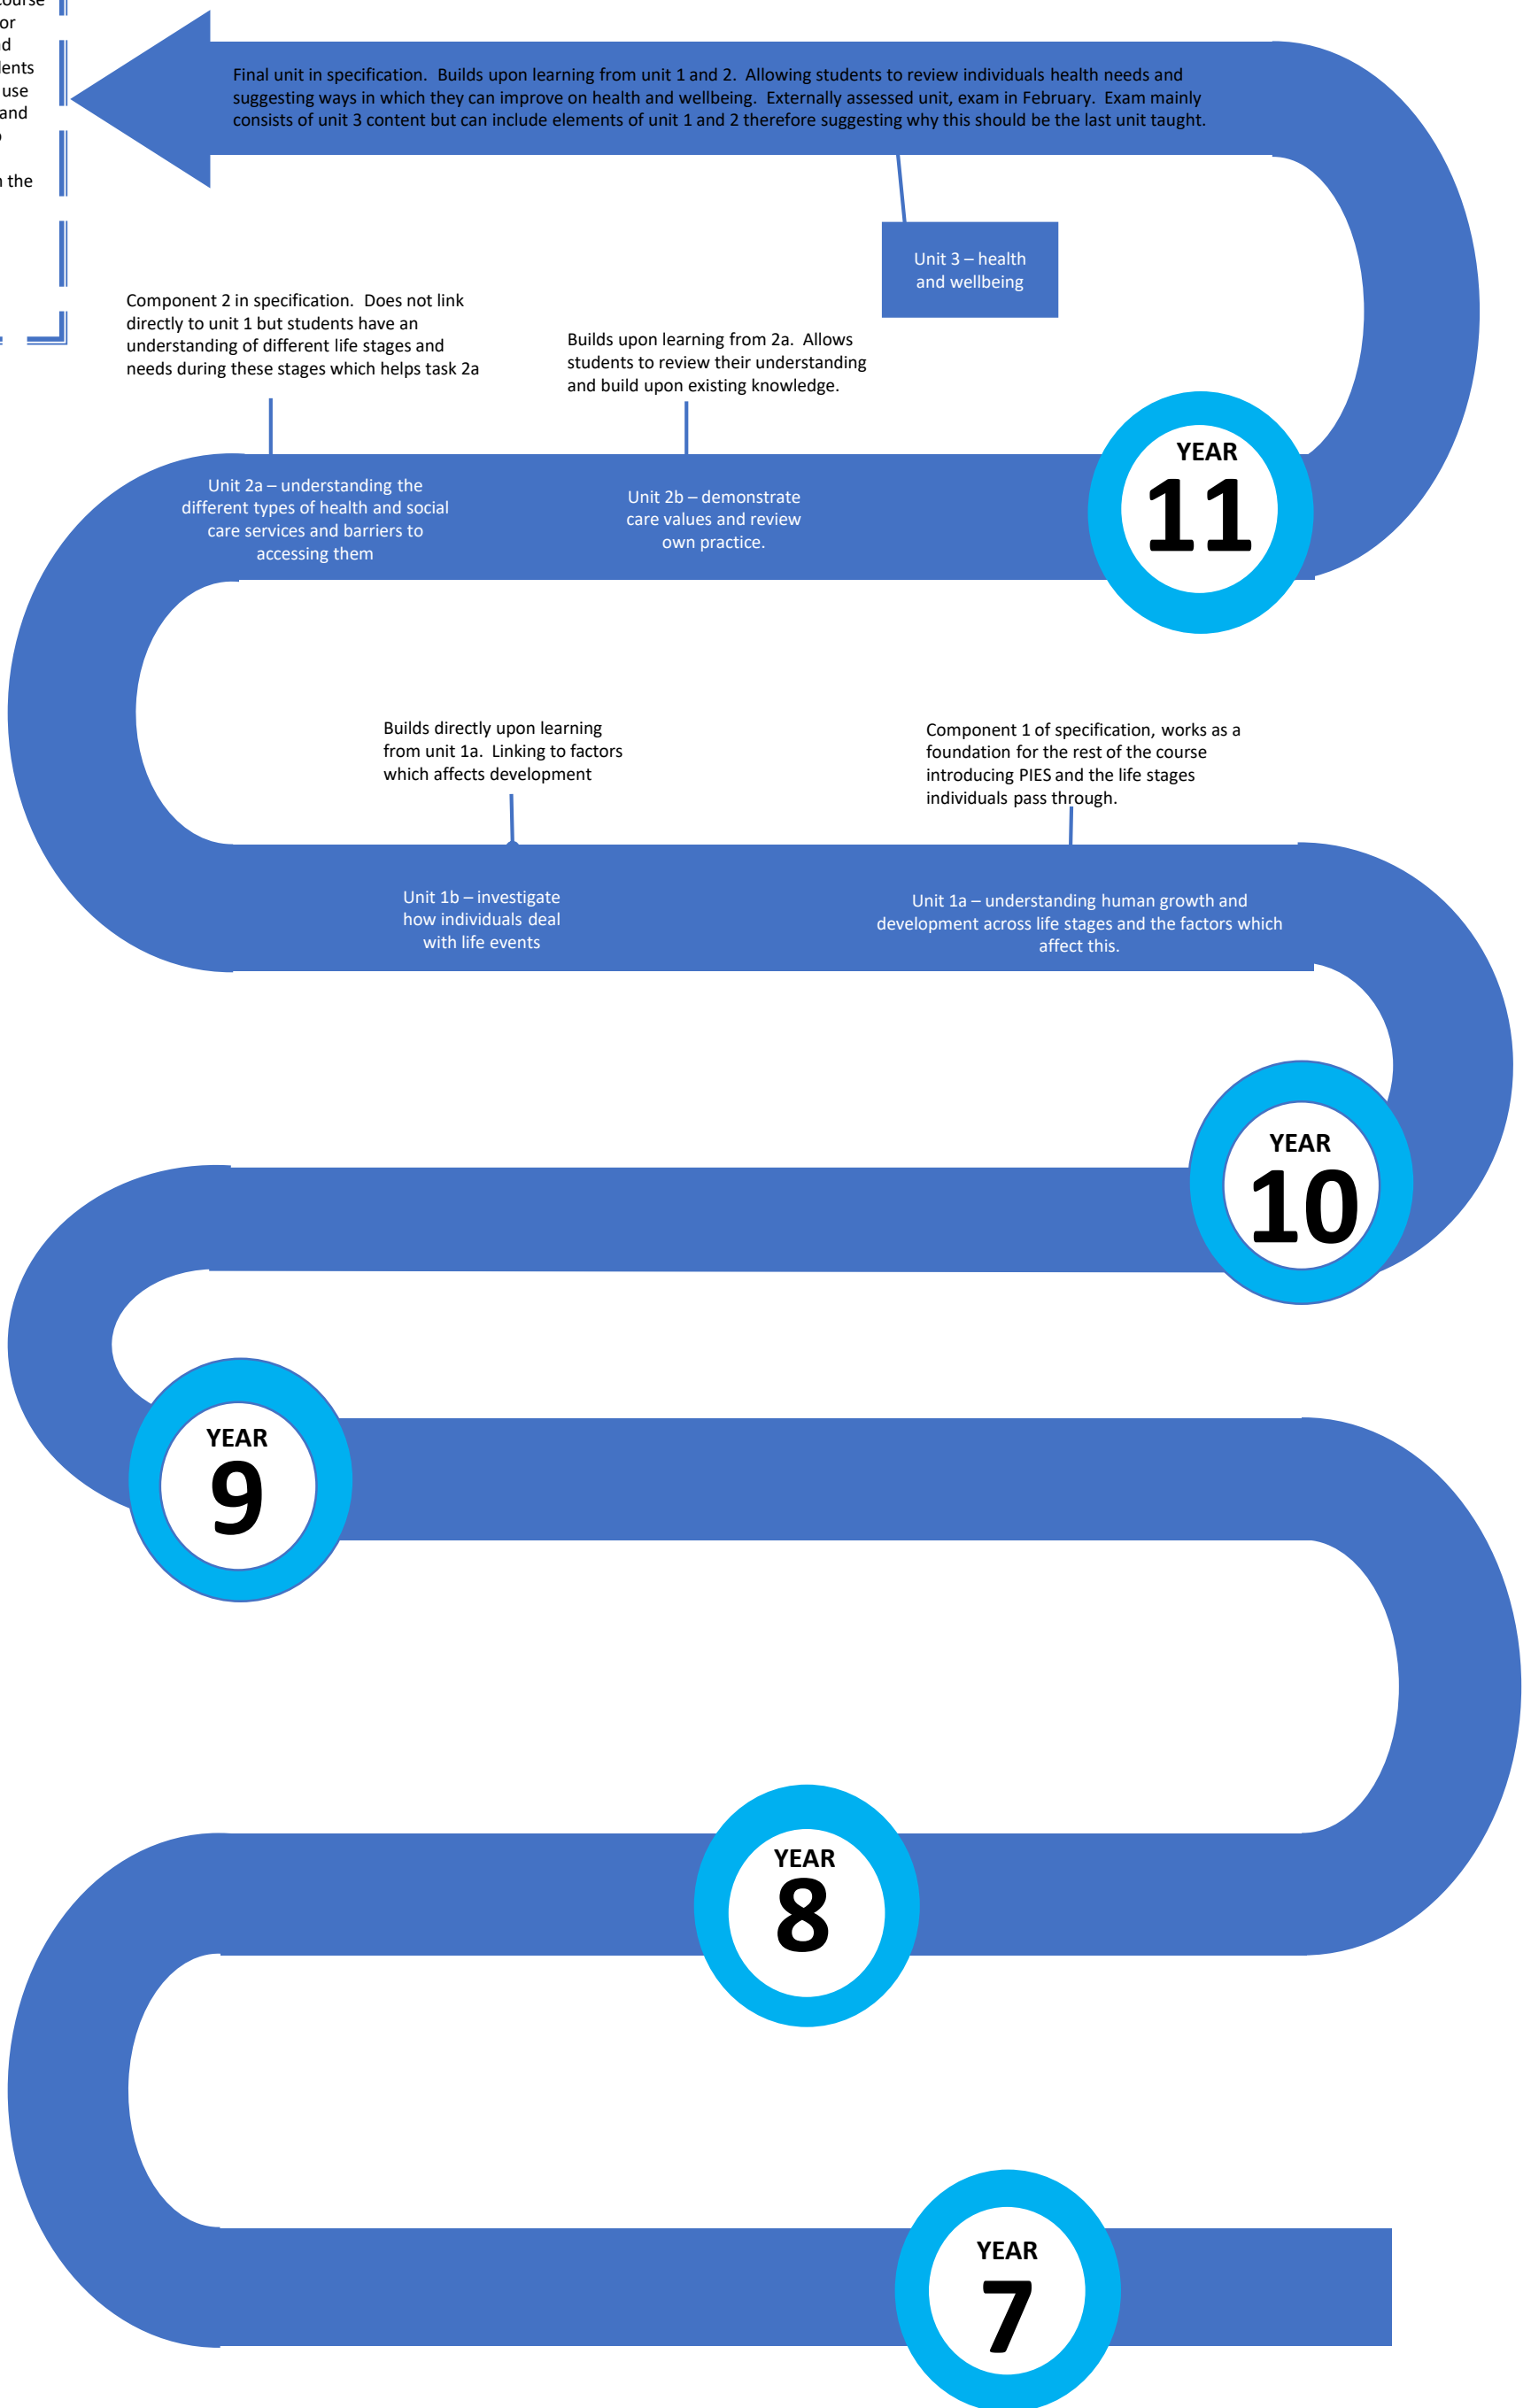 course
or
nd
lents
use
and
o
n the
Final unit in specification.  Builds upon learning from unit 1 and 2.  Allowing students to review individuals health needs and
suggesting ways in which they can improve on health and wellbeing.  Externally assessed unit, exam in February.  Exam mainly
consists of unit 3 content but can include elements of unit 1 and 2 therefore suggesting why this should be the last unit taught.
Unit 3 – health
and wellbeing
Component 2 in specification.  Does not link
directly to unit 1 but students have an
understanding of different life stages and
needs during these stages which helps task 2a
Builds upon learning from 2a.  Allows
students to review their understanding
and build upon existing knowledge.
Unit 2a – understanding the
different types of health and social
care services and barriers to
accessing them
Unit 2b – demonstrate
care values and review
own practice.
YEAR
11
Builds directly upon learning
from unit 1a.  Linking to factors
which affects development
Component 1 of specification, works as a
foundation for the rest of the course
introducing PIES and the life stages
individuals pass through.
Unit 1b – investigate
how individuals deal
with life events
Unit 1a – understanding human growth and
development across life stages and the factors which
affect this.
YEAR
10
YEAR
9
YEAR
8
YEAR
7